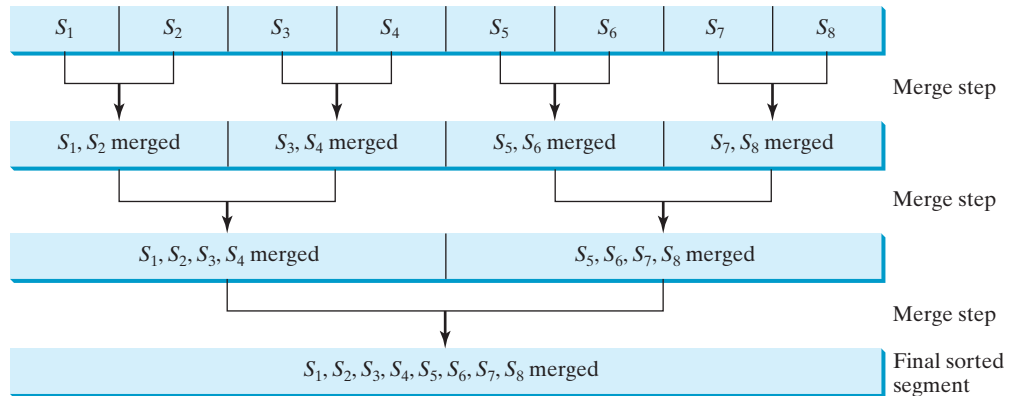 S₁ S₂ S₃ S₄ S₅ S₆ S₇ S₈
Merge step
S₁, S₂ merged S₃, S₄ merged S₅, S₆ merged S₇, S₈ merged
Merge step
S₁, S₂, S₃, S₄ merged S₅, S₆, S₇, S₈ merged
Merge step
S₁, S₂, S₃, S₄, S₅, S₆, S₇, S₈ merged
Final sorted
segment